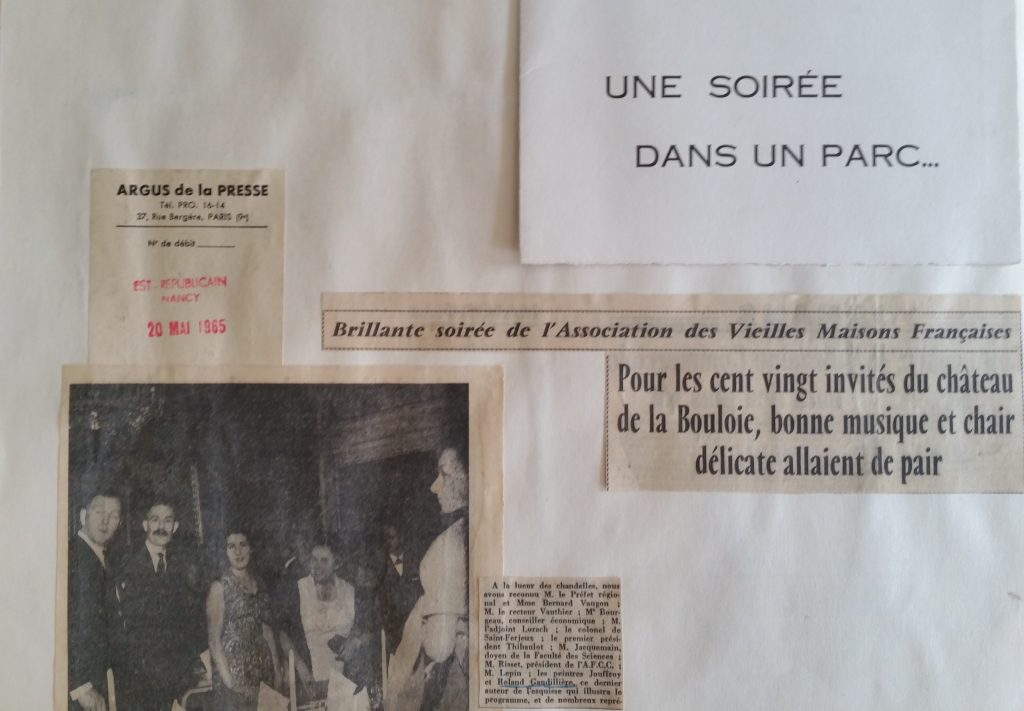 UNE SOIRÉE
DANS UN PARC...
ARGUS de la PRESSE
Tél. PRO. 16-14
37, Rue Bergère, PARIS (9e)
N° de débit
EST - REPUBLICAIN
NANCY
20 MAI 1965
Brillante soirée de l'Association des Vieilles Maisons Françaises
Pour les cent vingt invités du château
de la Bouloie, bonne musique et chair
délicate allaient de pair
A la lueur des chandelles, nous
avons reconnu M. le Préfet régio-
nal et Mme Bernard Vaugon ;
M. le recteur Vauthier ; Me Bour-
geau, conseiller économique ; M.
l'adjoint Lorach ; le colonel de
Saint-Ferjeux ; le premier prési-
dent Thibaulot ; M. Jacquemain,
doyen de la Faculté des Sciences ;
M. Risset, président de l'A.F.C.C. ;
M. Lepin ; les peintres Jouffroy
et Roland Gaudillière, ce dernier
auteur de l'esquisse qui illustra le
programme, et de nombreux repré-